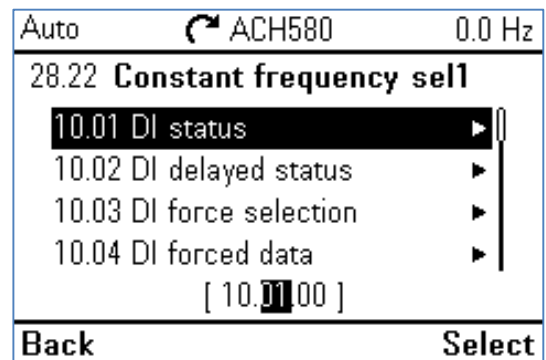 Auto ACH580 0.0 Hz
28.22 Constant frequency sel1
10.01 DI status
10.02 DI delayed status
10.03 DI force selection
10.04 DI forced data
[ 10.01.00 ]
Back Select